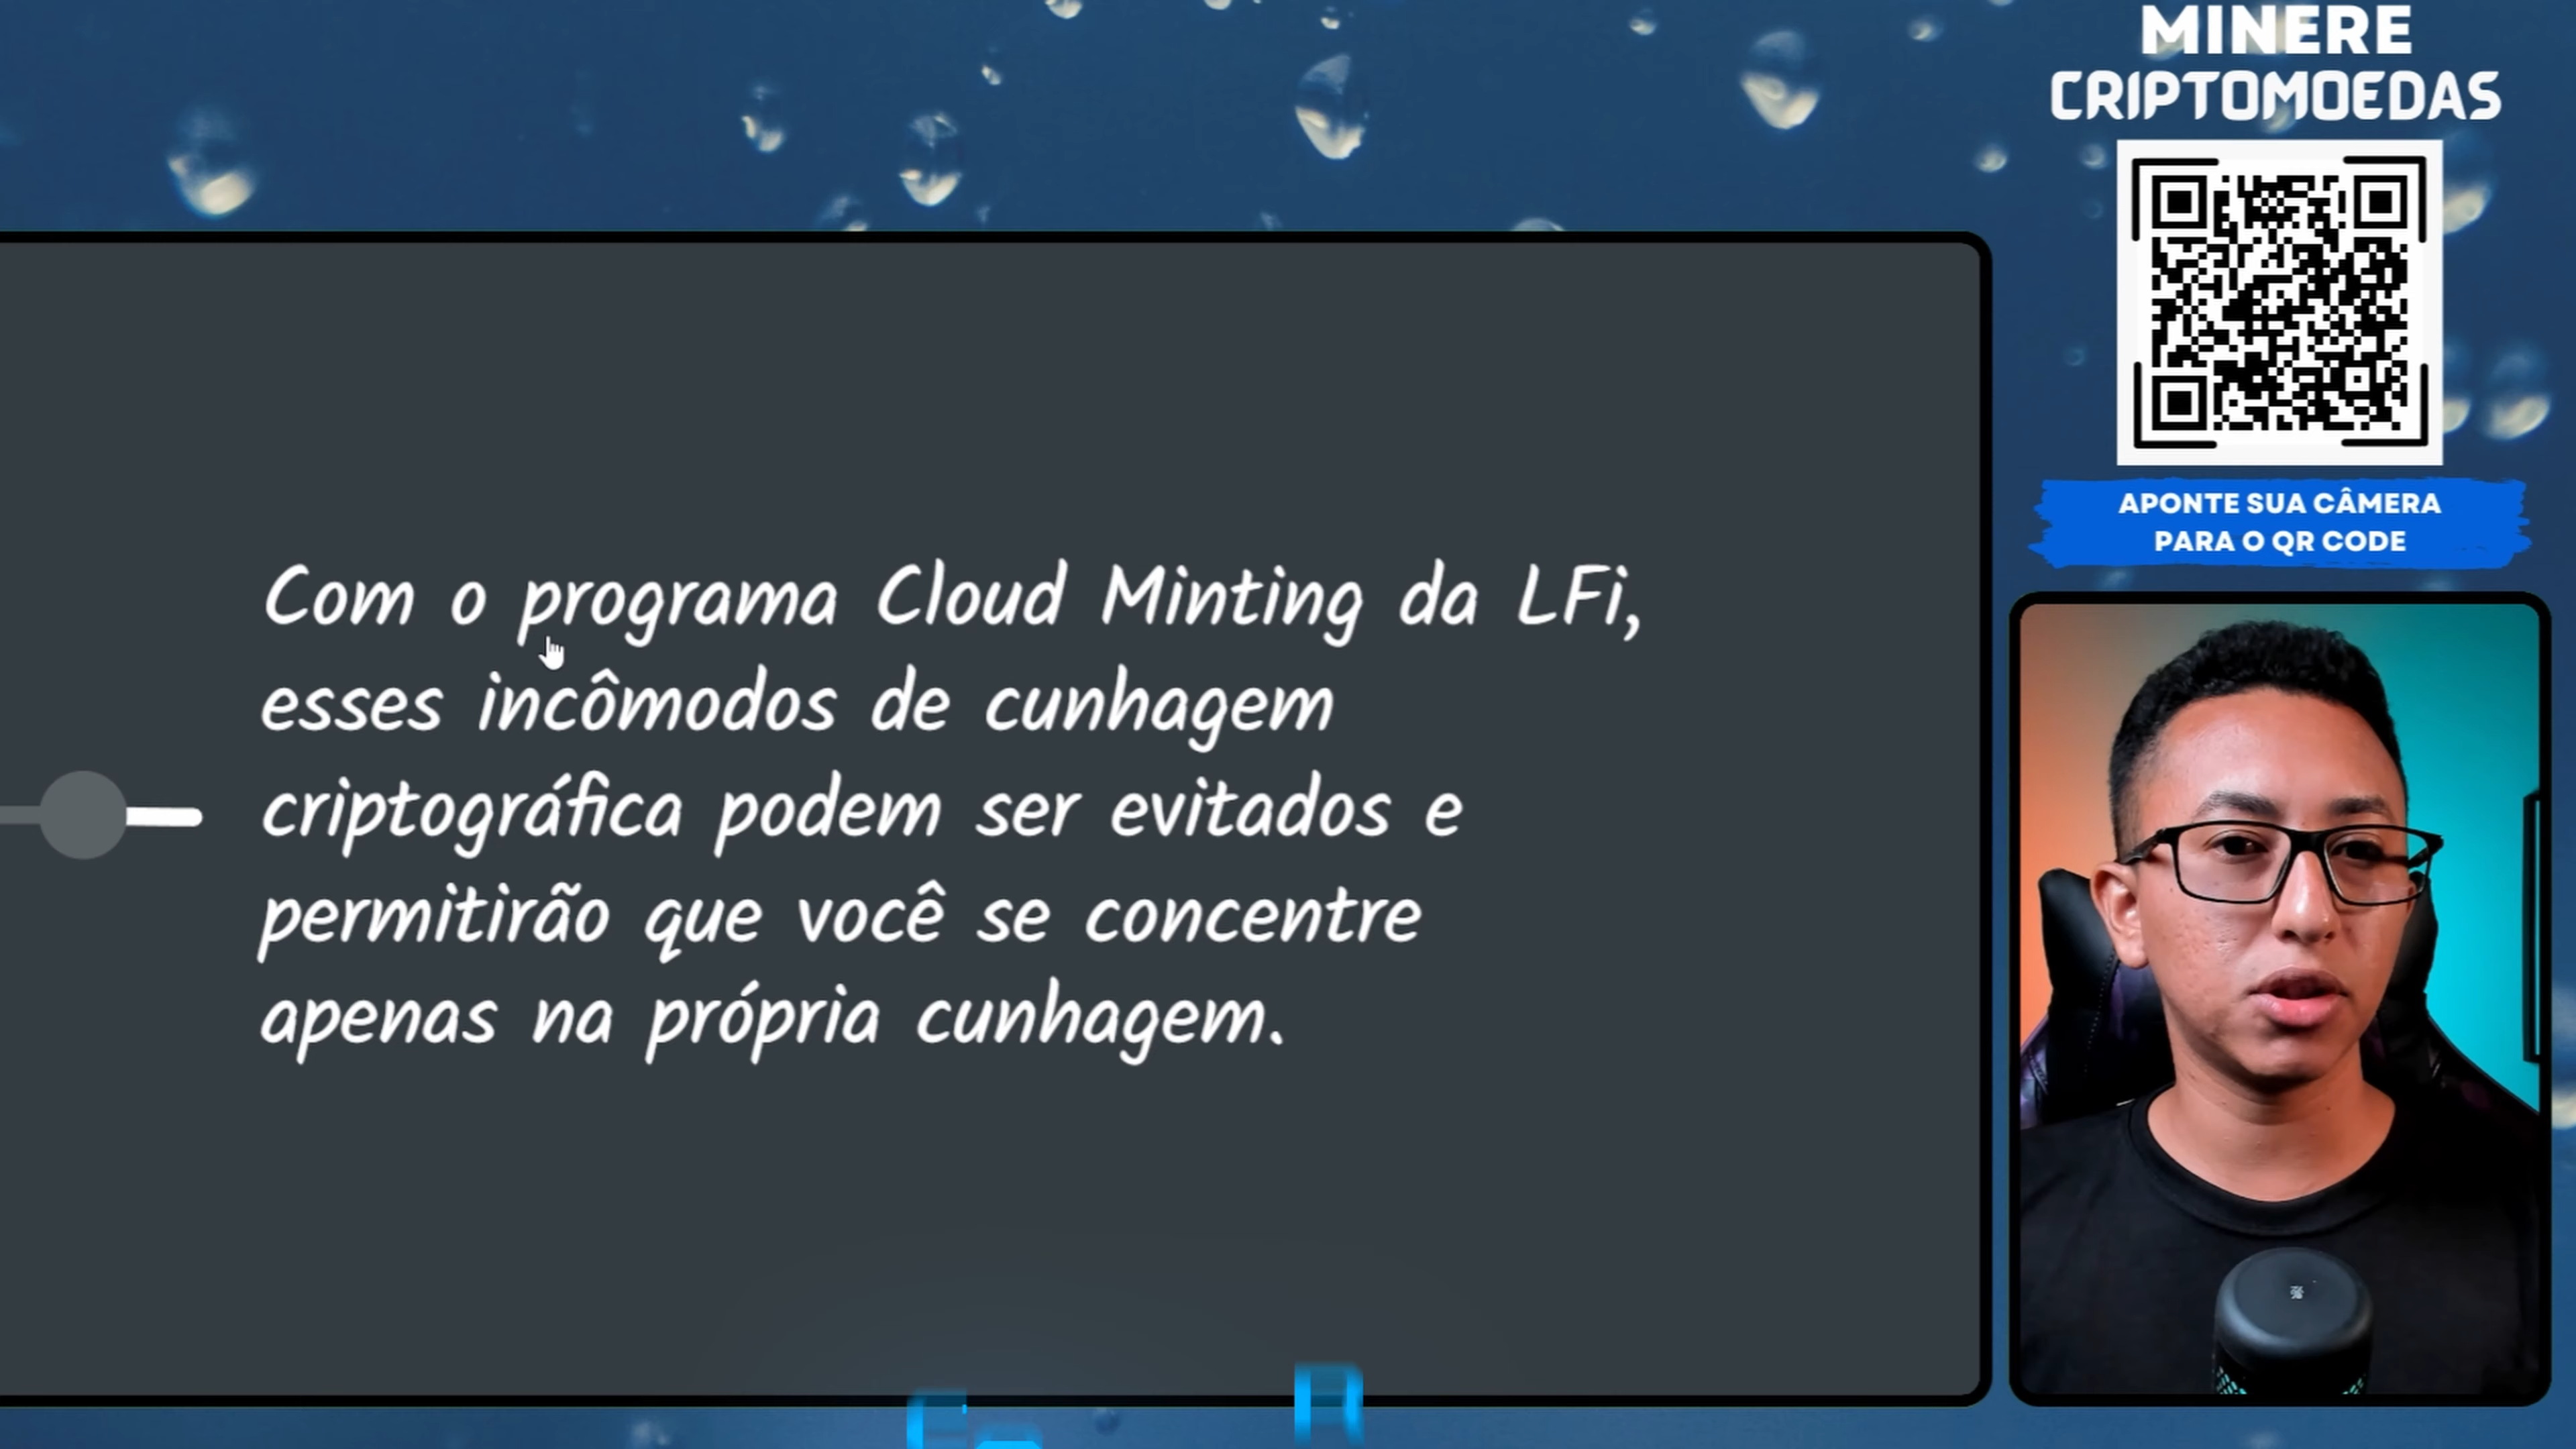 MINERE
CRIPTOMOEDAS
APONTE SUA CÂMERA
PARA O QR CODE
Com o programa Cloud Minting da LFi,
esses incômodos de cunhagem
criptográfica podem ser evitados e
permitirão que você se concentre
apenas na própria cunhagem.